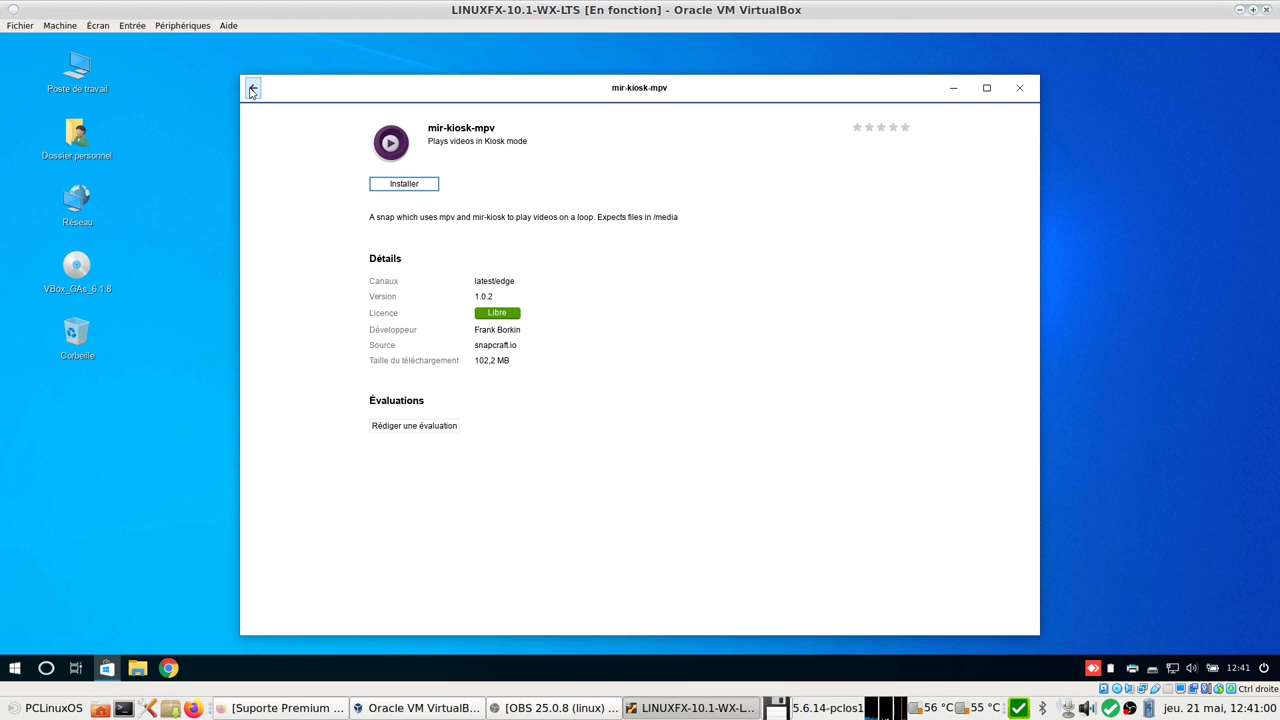 LINUXFX-10.1-WX-LTS [En fonction] - Oracle VM VirtualBox
Fichier Machine Écran Entrée Périphériques Aide
mir-kiosk-mpv
Poste de travail
Dossier personnel
Réseau
VBox_GAs_6.1.8
Corbeille
mir-kiosk-mpv
Plays videos in Kiosk mode
Installer
A snap which uses mpv and mir-kiosk to play videos on a loop. Expects files in /media
Détails
Canaux latest/edge
Version 1.0.2
Licence Libre
Développeur Frank Borkin
Source snapcraft.io
Taille du téléchargement 102,2 MB
Évaluations
Rédiger une évaluation
12:41
Ctrl droite
PCLinuxOS [Suporte Premium ... Oracle VM VirtualB... [OBS 25.0.8 (linux) ... LINUXFX-10.1-WX-L... 5.6.14-pclos1 56 °C 55 °C jeu. 21 mai, 12:41:00